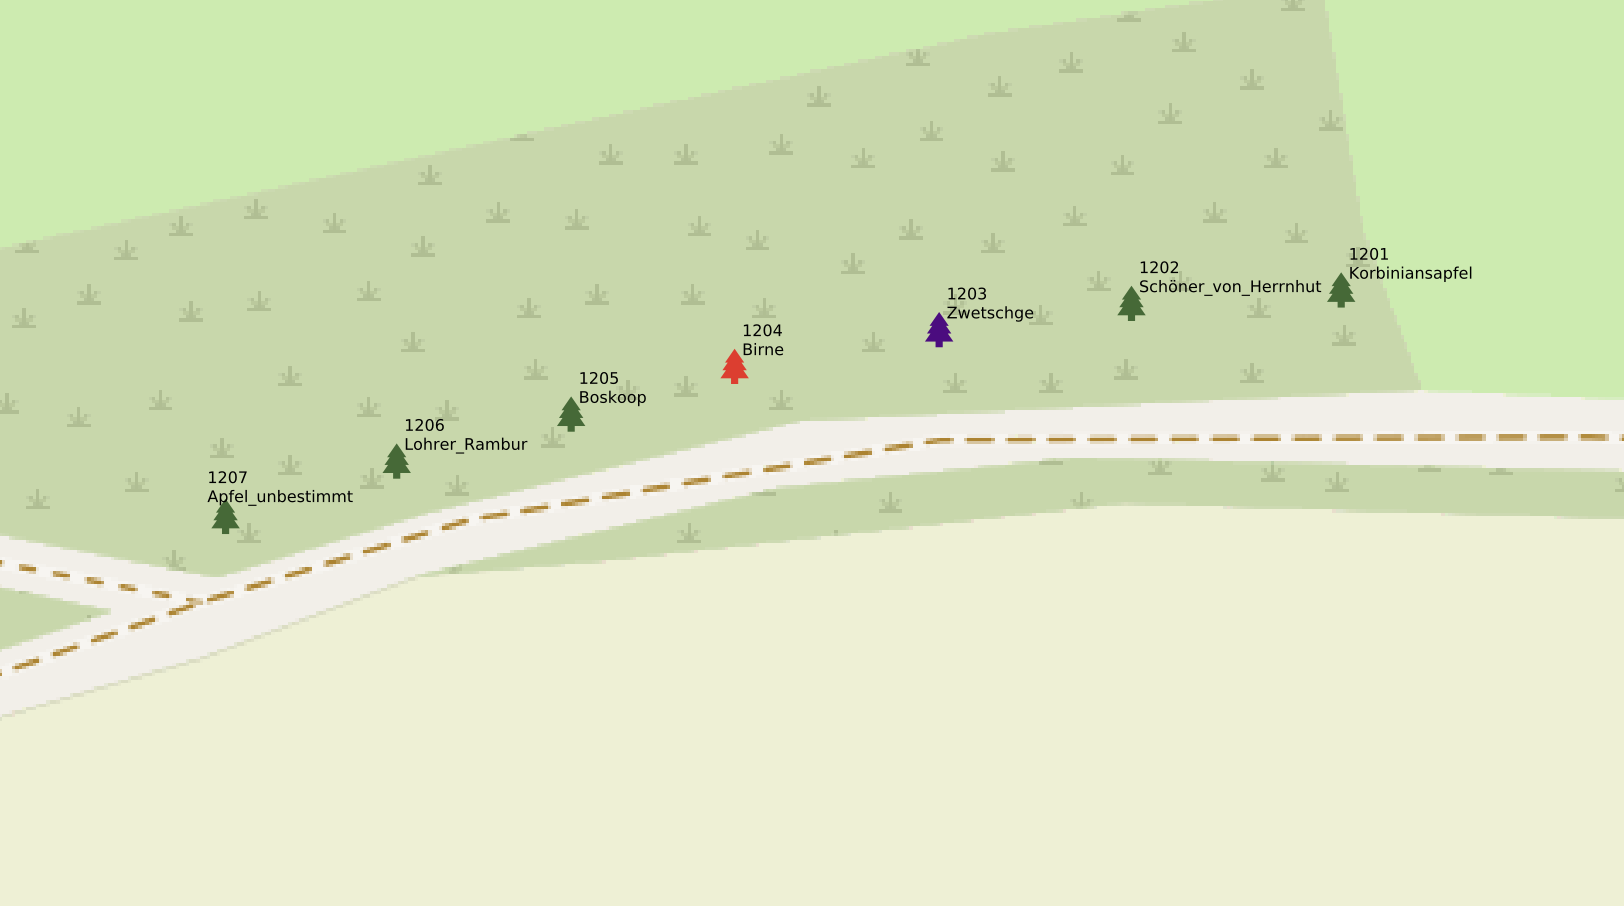 1201
Korbiniansapfel
1202
Schöner_von_Herrnhut
1203
Zwetschge
1204
Birne
1205
Boskoop
1206
Lohrer_Rambur
1207
Apfel_unbestimmt